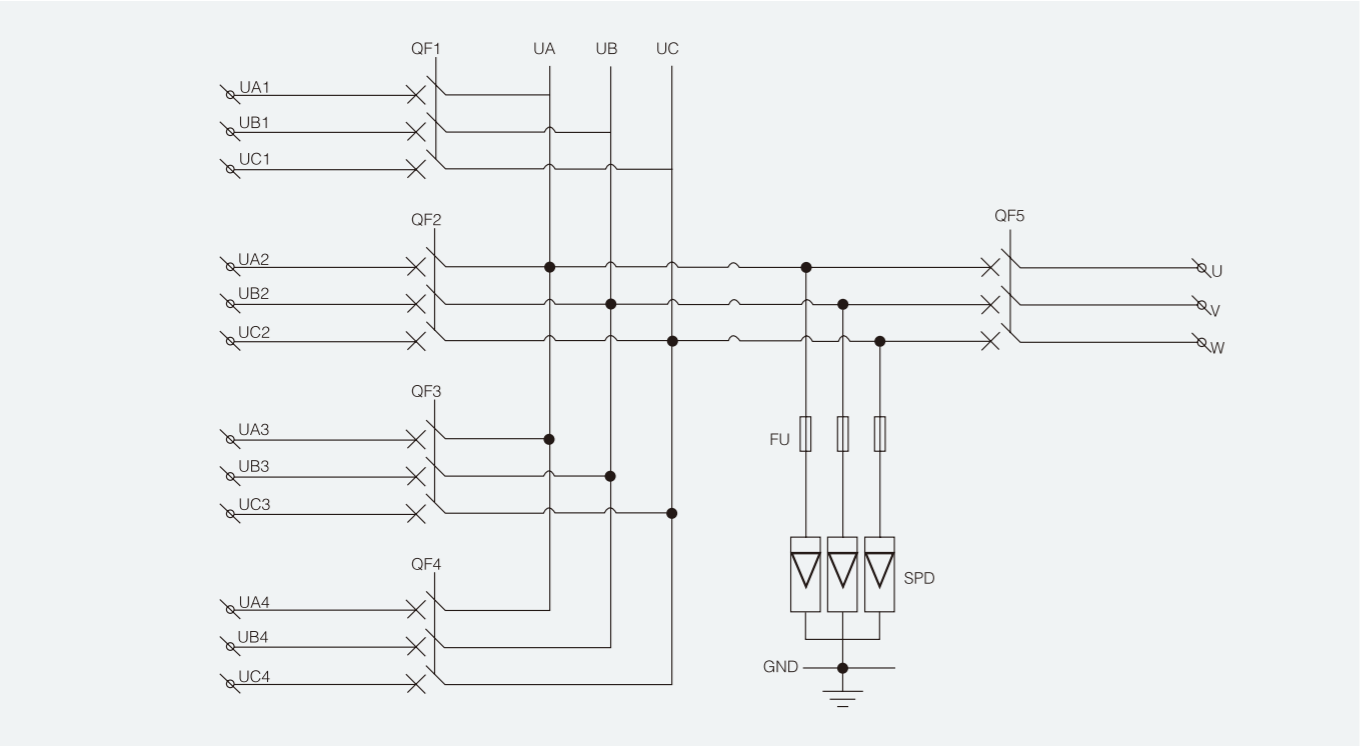 QF1 UA UB UC
UA1
UB1
UC1
QF2 QF5
UA2 U
UB2 V
UC2 W
QF3
UA3 FU
UB3
UC3
QF4 SPD
UA4
UB4
UC4 GND